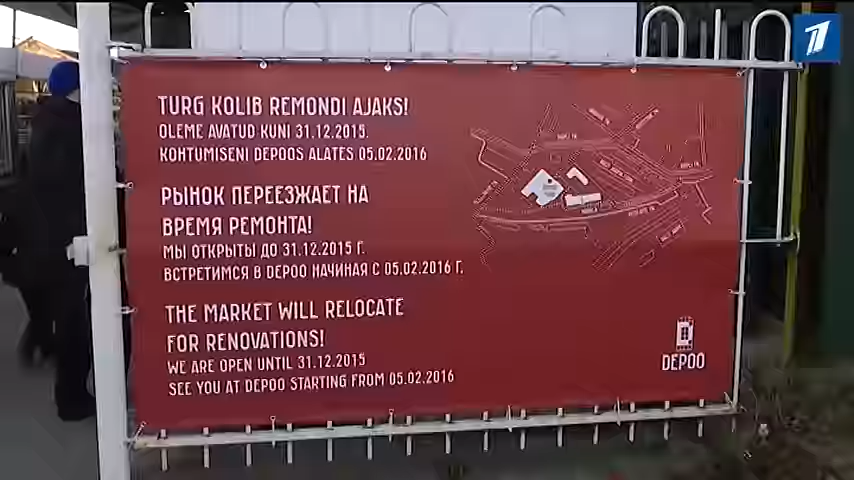 TURG KOLIB REMONDI AJAKS!
OLEME AVATUD KUNI 31.12.2015.
KOHTUMISENI DEPOOS ALATES 05.02.2016
РЫНОК ПЕРЕЕЗЖАЕТ НА
ВРЕМЯ РЕМОНТА!
МЫ ОТКРЫТЫ ДО 31.12.2015 Г.
ВСТРЕТИМСЯ В DEPOO НАЧИНАЯ С 05.02.2016 Г.
THE MARKET WILL RELOCATE
FOR RENOVATIONS!
WE ARE OPEN UNTIL 31.12.2015
SEE YOU AT DEPOO STARTING FROM 05.02.2016
DEPOO